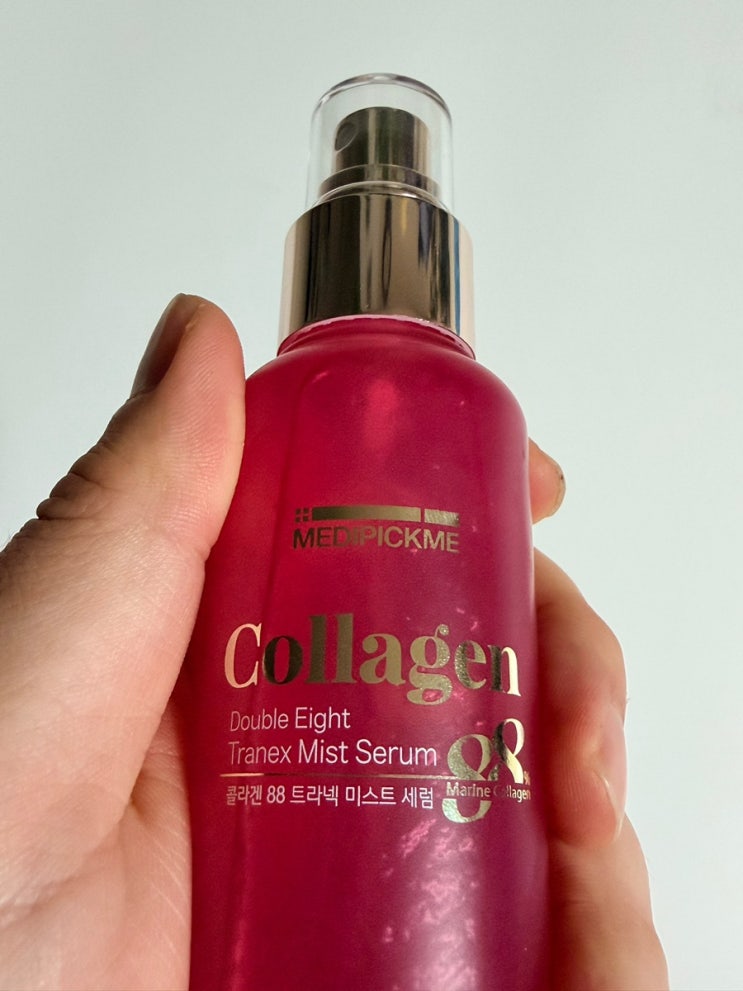 MEDIPICKME
Collagen
Double Eight
Tranex Mist Serum
88%
Marine Collagen
콜라겐 88 트라넥 미스트 세럼